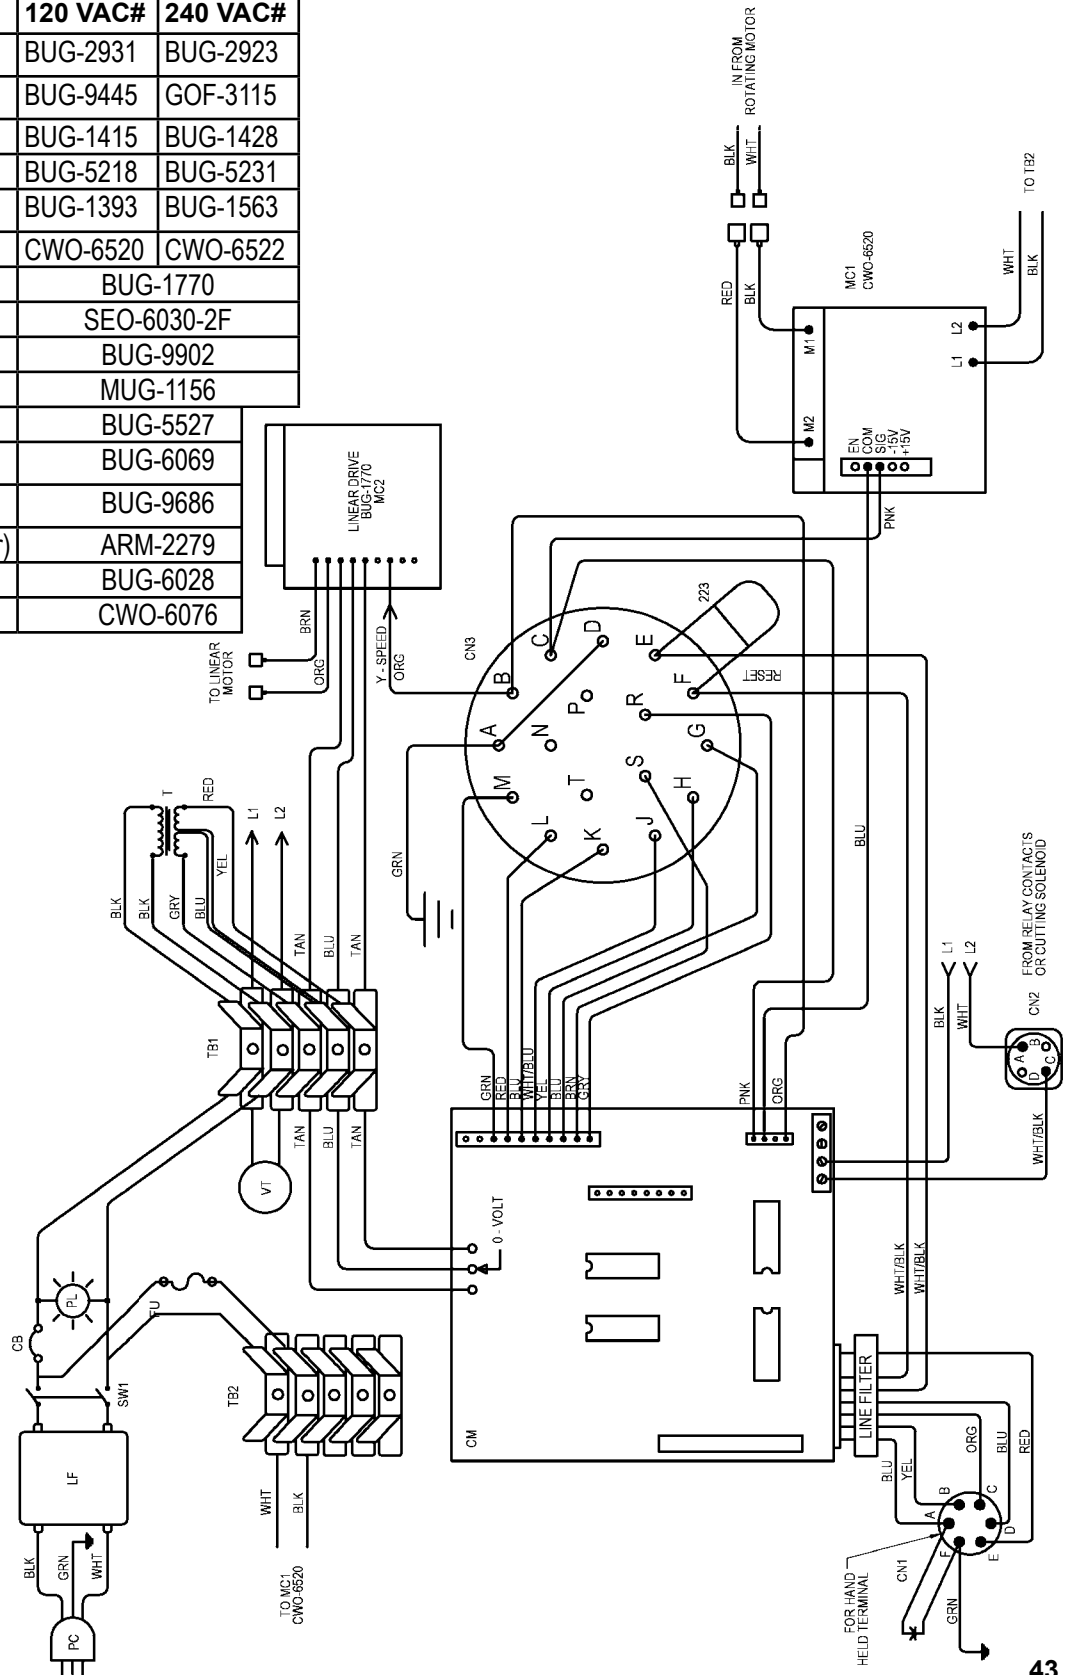 120 VAC# 240 VAC#
BUG-2931 BUG-2923
BUG-9445 GOF-3115
BUG-1415 BUG-1428
BUG-5218 BUG-5231
BUG-1393 BUG-1563
CWO-6520 CWO-6522
BUG-1770
SEO-6030-2F
BUG-9902
MUG-1156
BUG-5527
BUG-6069
BUG-9686
r) ARM-2279
BUG-6028
CWO-6076
IN FROM
ROTATING MOTOR
BLK
WHT
RED
BLK
TO TB2
WHT
BLK
MC1
CWO-6520
M1
M2
L2
L1
EN
COM
SIG
-15V
+15V
PNK
LINEAR DRIVE
BUG-1770
MC2
BRN
ORG
Y - SPEED
ORG
TO LINEAR
MOTOR
CN3
A
B
C
D
E
F
G
H
J
K
L
M
N
P
R
S
T
223
RESET
GRN
BLU
T
RED
BLK
BLK
GRY
BLU
YEL
L1
L2
TAN
BLU
TAN
TB1
TAN
BLU
TAN
VT
0 - VOLT
GRN
RED
BLU
WHT/BLU
YEL
BLU
BRN
GRY
PNK
ORG
BLK
WHT
L1
L2
FROM RELAY CONTACTS
OR CUTTING SOLENOID
CN2
A
B
C
D
WHT/BLK
WHT/BLK
WHT/BLK
CB
PL
FU
SW1
TB2
LF
BLK
GRN
WHT
PC
WHT
BLK
TO MC1
CWO-6520
CM
LINE FILTER
BLU
YEL
ORG
BLU
RED
A
B
C
D
E
F
CN1
FOR HAND
HELD TERMINAL
GRN
43